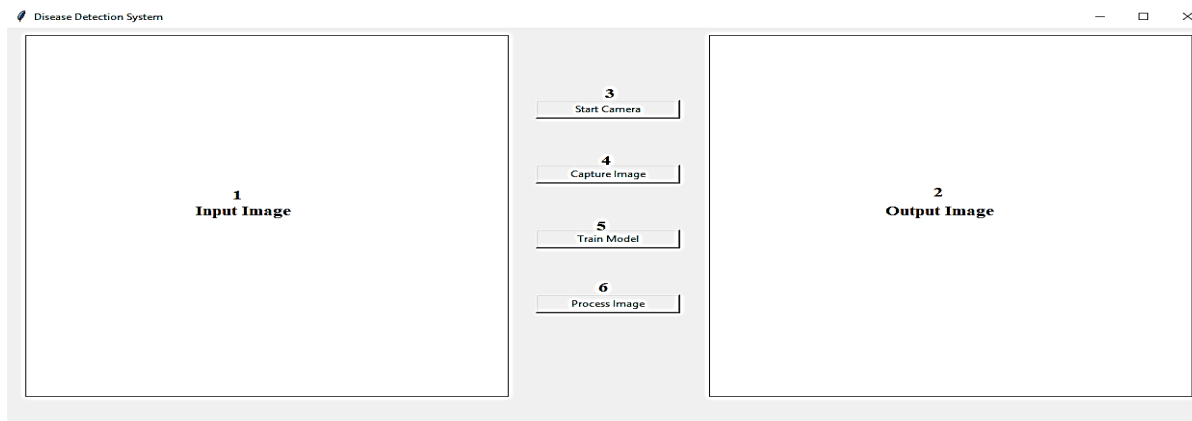 Disease Detection System
1
Input Image
3
Start Camera
4
Capture Image
5
Train Model
6
Process Image
2
Output Image